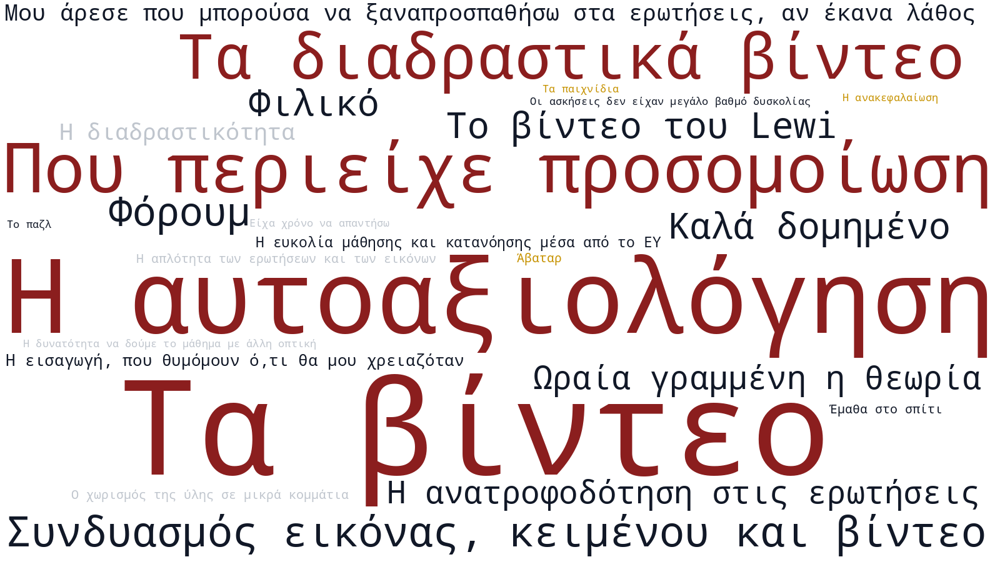 Μου άρεσε που μπορούσα να ξαναπροσπαθήσω στα ερωτήσεις, αν έκανα λάθος
Τα διαδραστικά βίντεο
Τα παιχνίδια
Φιλικό
Οι ασκήσεις δεν είχαν μεγάλο βαθμό δυσκολίας
Η ανακεφαλαίωση
Η διαδραστικότητα
Το βίντεο του Lewi
Που περιείχε προσομοίωση
Φόρουμ
Το παζλ
Είχα χρόνο να απαντήσω
Καλά δομημένο
Η ευκολία μάθησης και κατανόησης μέσα από το ΕΥ
Η απλότητα των ερωτήσεων και των εικόνων
Άβαταρ
Η αυτοαξιολόγηση
Η δυνατότητα να δούμε το μάθημα με άλλη οπτική
Η εισαγωγή, που θυμόμουν ό,τι θα μου χρειαζόταν
Ωραία γραμμένη η θεωρία
Τα βίντεο
Έμαθα στο σπίτι
Ο χωρισμός της ύλης σε μικρά κομμάτια
Η ανατροφοδότηση στις ερωτήσεις
Συνδυασμός εικόνας, κειμένου και βίντεο